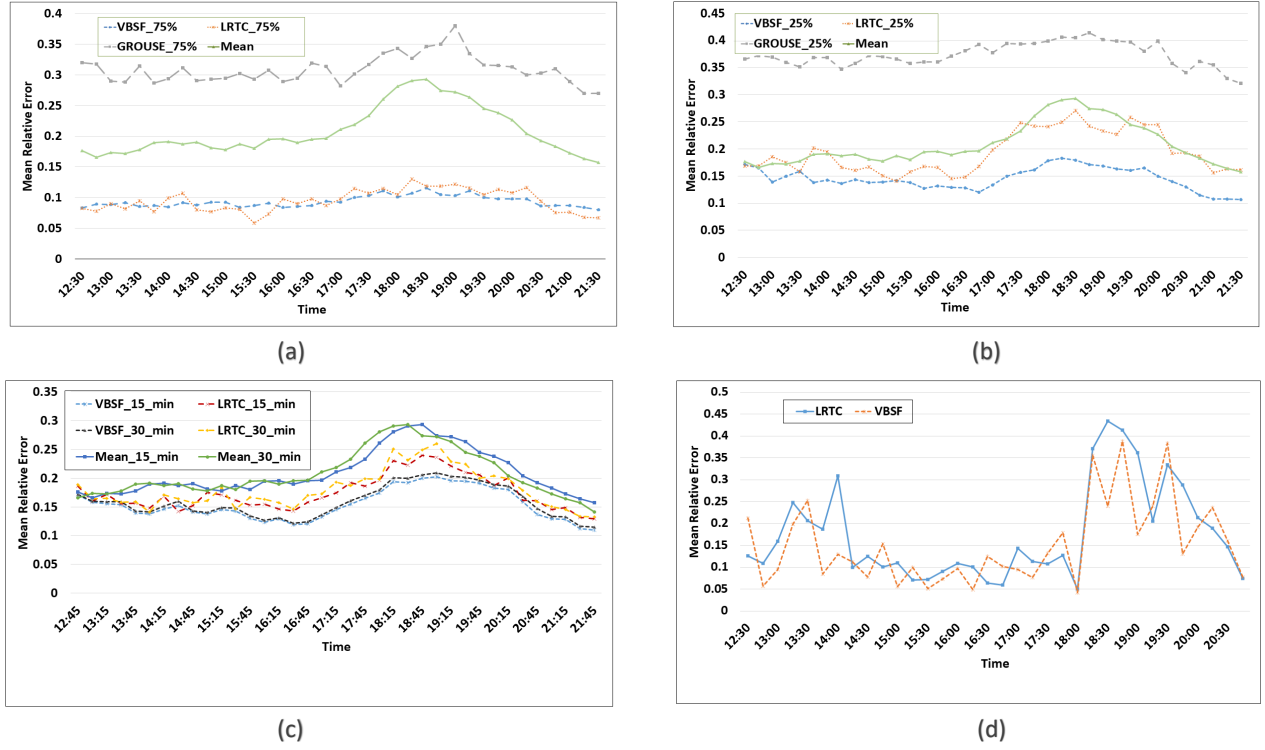 VBSF_75% LRTC_75%
GROUSE_75% Mean
Mean Relative Error
0.4
0.35
0.3
0.25
0.2
0.15
0.1
0.05
0
12:30 13:00 13:30 14:00 14:30 15:00 15:30 16:00 16:30 17:00 17:30 18:00 18:30 19:00 19:30 20:00 20:30 21:00 21:30
Time
(a)
VBSF_25% LRTC_25%
GROUSE_25% Mean
Mean Relative Error
0.45
0.4
0.35
0.3
0.25
0.2
0.15
0.1
0.05
0
12:30 13:00 13:30 14:00 14:30 15:00 15:30 16:00 16:30 17:00 17:30 18:00 18:30 19:00 19:30 20:00 20:30 21:00 21:30
Time
(b)
VBSF_15_min LRTC_15_min
VBSF_30_min LRTC_30_min
Mean_15_min Mean_30_min
Mean Relative Error
0.35
0.3
0.25
0.2
0.15
0.1
0.05
0
12:45 13:15 13:45 14:15 14:45 15:15 15:45 16:15 16:45 17:15 17:45 18:15 18:45 19:15 19:45 20:15 20:45 21:15 21:45
Time
(c)
LRTC VBSF
Mean Relative Error
0.5
0.45
0.4
0.35
0.3
0.25
0.2
0.15
0.1
0.05
0
12:30 13:00 13:30 14:00 14:30 15:00 15:30 16:00 16:30 17:00 17:30 18:00 18:30 19:00 19:30 20:00 20:30
Time
(d)